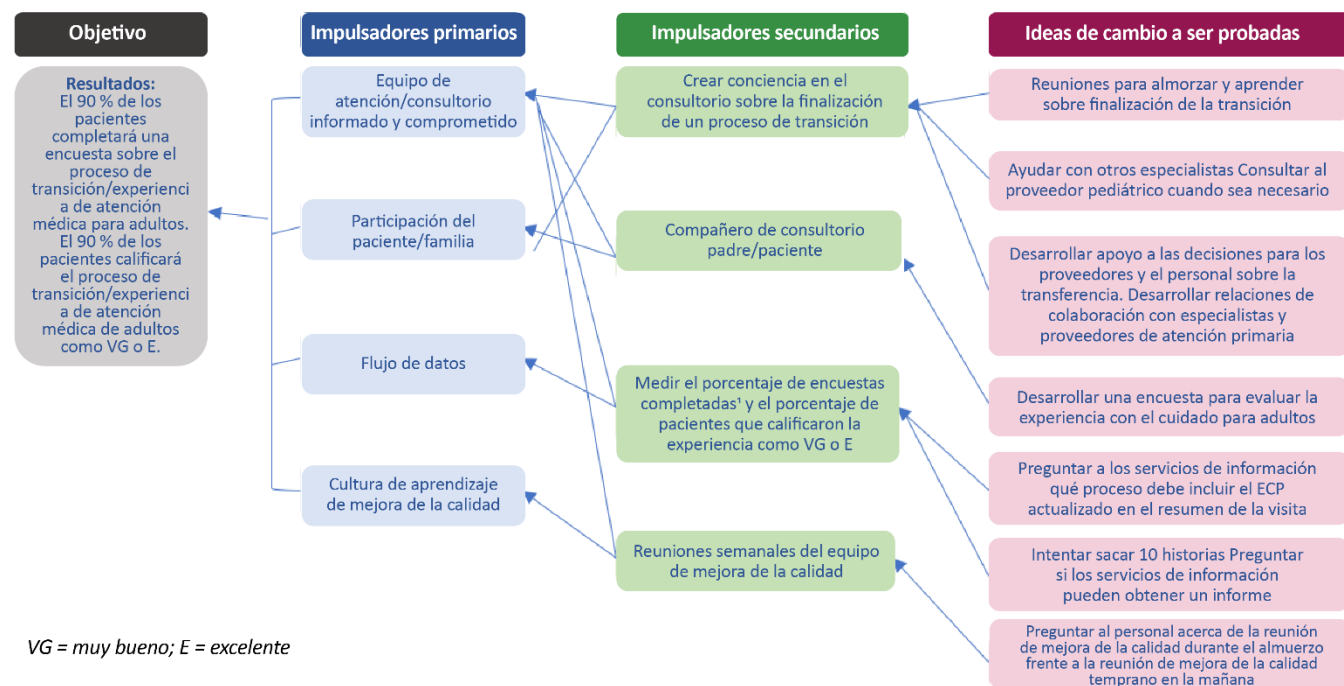 Objetivo
Impulsadores primarios
Impulsadores secundarios
Ideas de cambio a ser probadas
Resultados:
El 90 % de los
pacientes
completará una
encuesta sobre el
proceso de
transición/experienci
a de atención
médica para adultos.
El 90 % de los
pacientes calificará
el proceso de
transición/experienci
a de atención
médica de adultos
como VG o E.
Equipo de
atención/consultorio
informado y comprometido
Participación del
paciente/familia
Flujo de datos
Cultura de aprendizaje
de mejora de la calidad
Crear conciencia en el
consultorio sobre la finalización
de un proceso de transición
Compañero de consultorio
padre/paciente
Medir el porcentaje de encuestas
completadas¹ y el porcentaje de
pacientes que calificaron la
experiencia como VG o E
Reuniones semanales del equipo
de mejora de la calidad
Reuniones para almorzar y aprender
sobre finalización de la transición
Ayudar con otros especialistas Consultar al
proveedor pediátrico cuando sea necesario
Desarrollar apoyo a las decisiones para los
proveedores y el personal sobre la
transferencia. Desarrollar relaciones de
colaboración con especialistas y
proveedores de atención primaria
Desarrollar una encuesta para evaluar la
experiencia con el cuidado para adultos
Preguntar a los servicios de información
qué proceso debe incluir el ECP
actualizado en el resumen de la visita
Intentar sacar 10 historias Preguntar
si los servicios de información
pueden obtener un informe
Preguntar al personal acerca de la reunión
de mejora de la calidad durante el almuerzo
frente a la reunión de mejora de la calidad
temprano en la mañana
VG = muy bueno; E = excelente